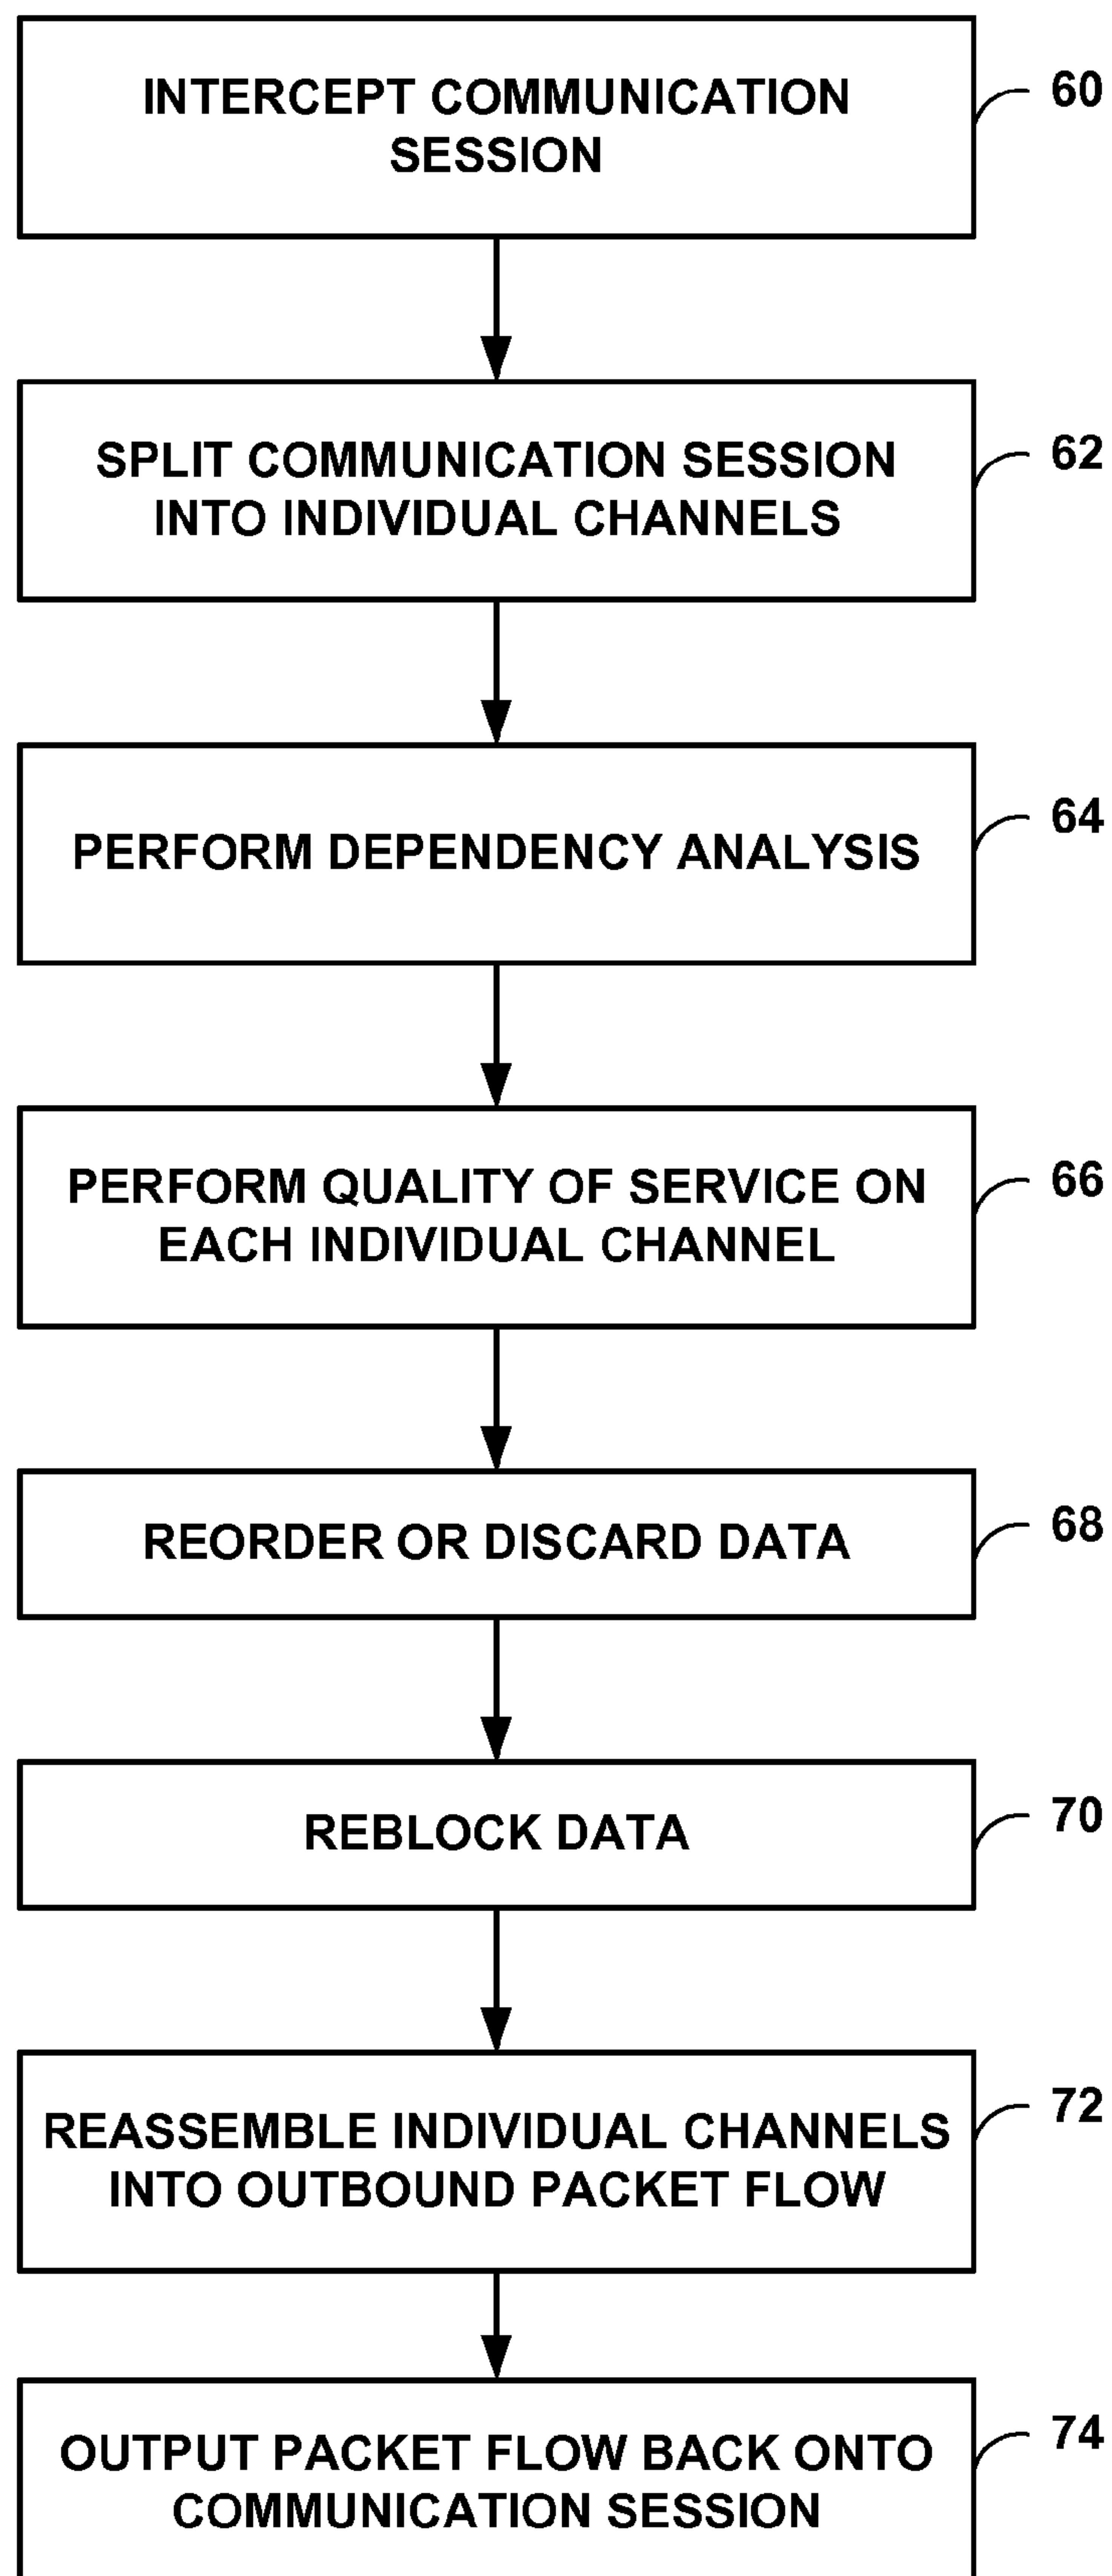 INTERCEPT COMMUNICATION
SESSION
60
SPLIT COMMUNICATION SESSION
INTO INDIVIDUAL CHANNELS
62
PERFORM DEPENDENCY ANALYSIS
64
PERFORM QUALITY OF SERVICE ON
EACH INDIVIDUAL CHANNEL
66
REORDER OR DISCARD DATA
68
REBLOCK DATA
70
REASSEMBLE INDIVIDUAL CHANNELS
INTO OUTBOUND PACKET FLOW
72
OUTPUT PACKET FLOW BACK ONTO
COMMUNICATION SESSION
74